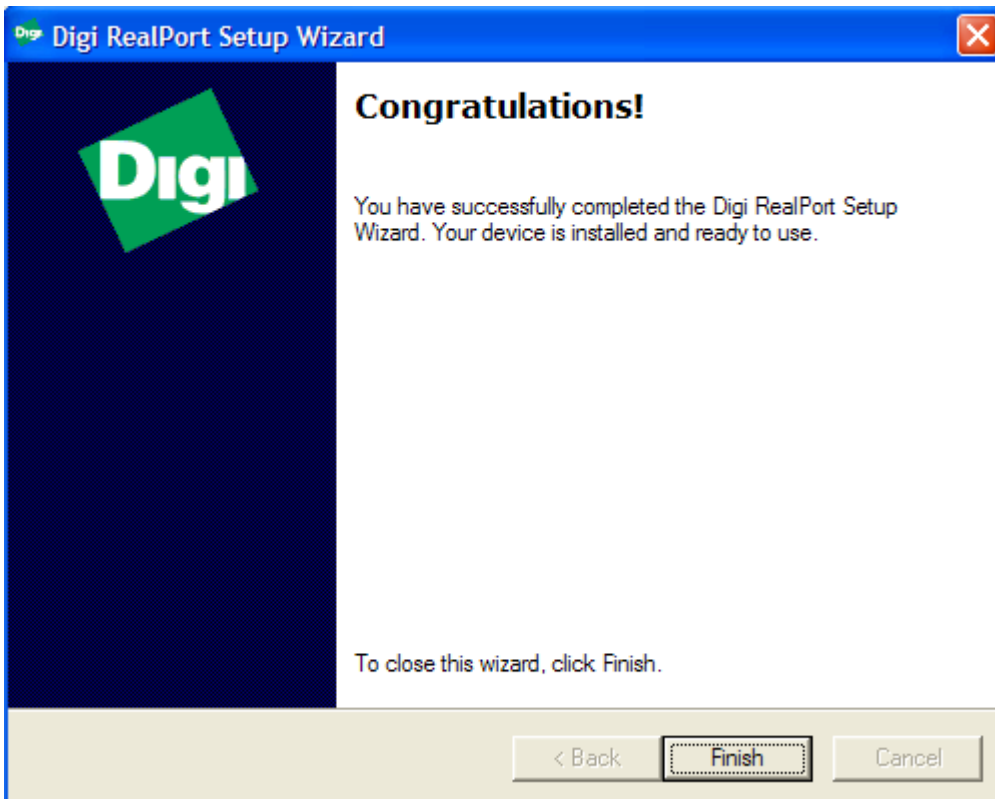 Digi Digi RealPort Setup Wizard
Congratulations!
Digi
You have successfully completed the Digi RealPort Setup
Wizard. Your device is installed and ready to use.
To close this wizard, click Finish.
< Back Finish Cancel